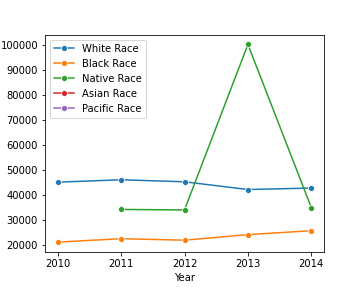 100000
90000
80000
70000
60000
50000
40000
30000
20000
White Race
Black Race
Native Race
Asian Race
Pacific Race
2010 2011 2012 2013 2014
Year